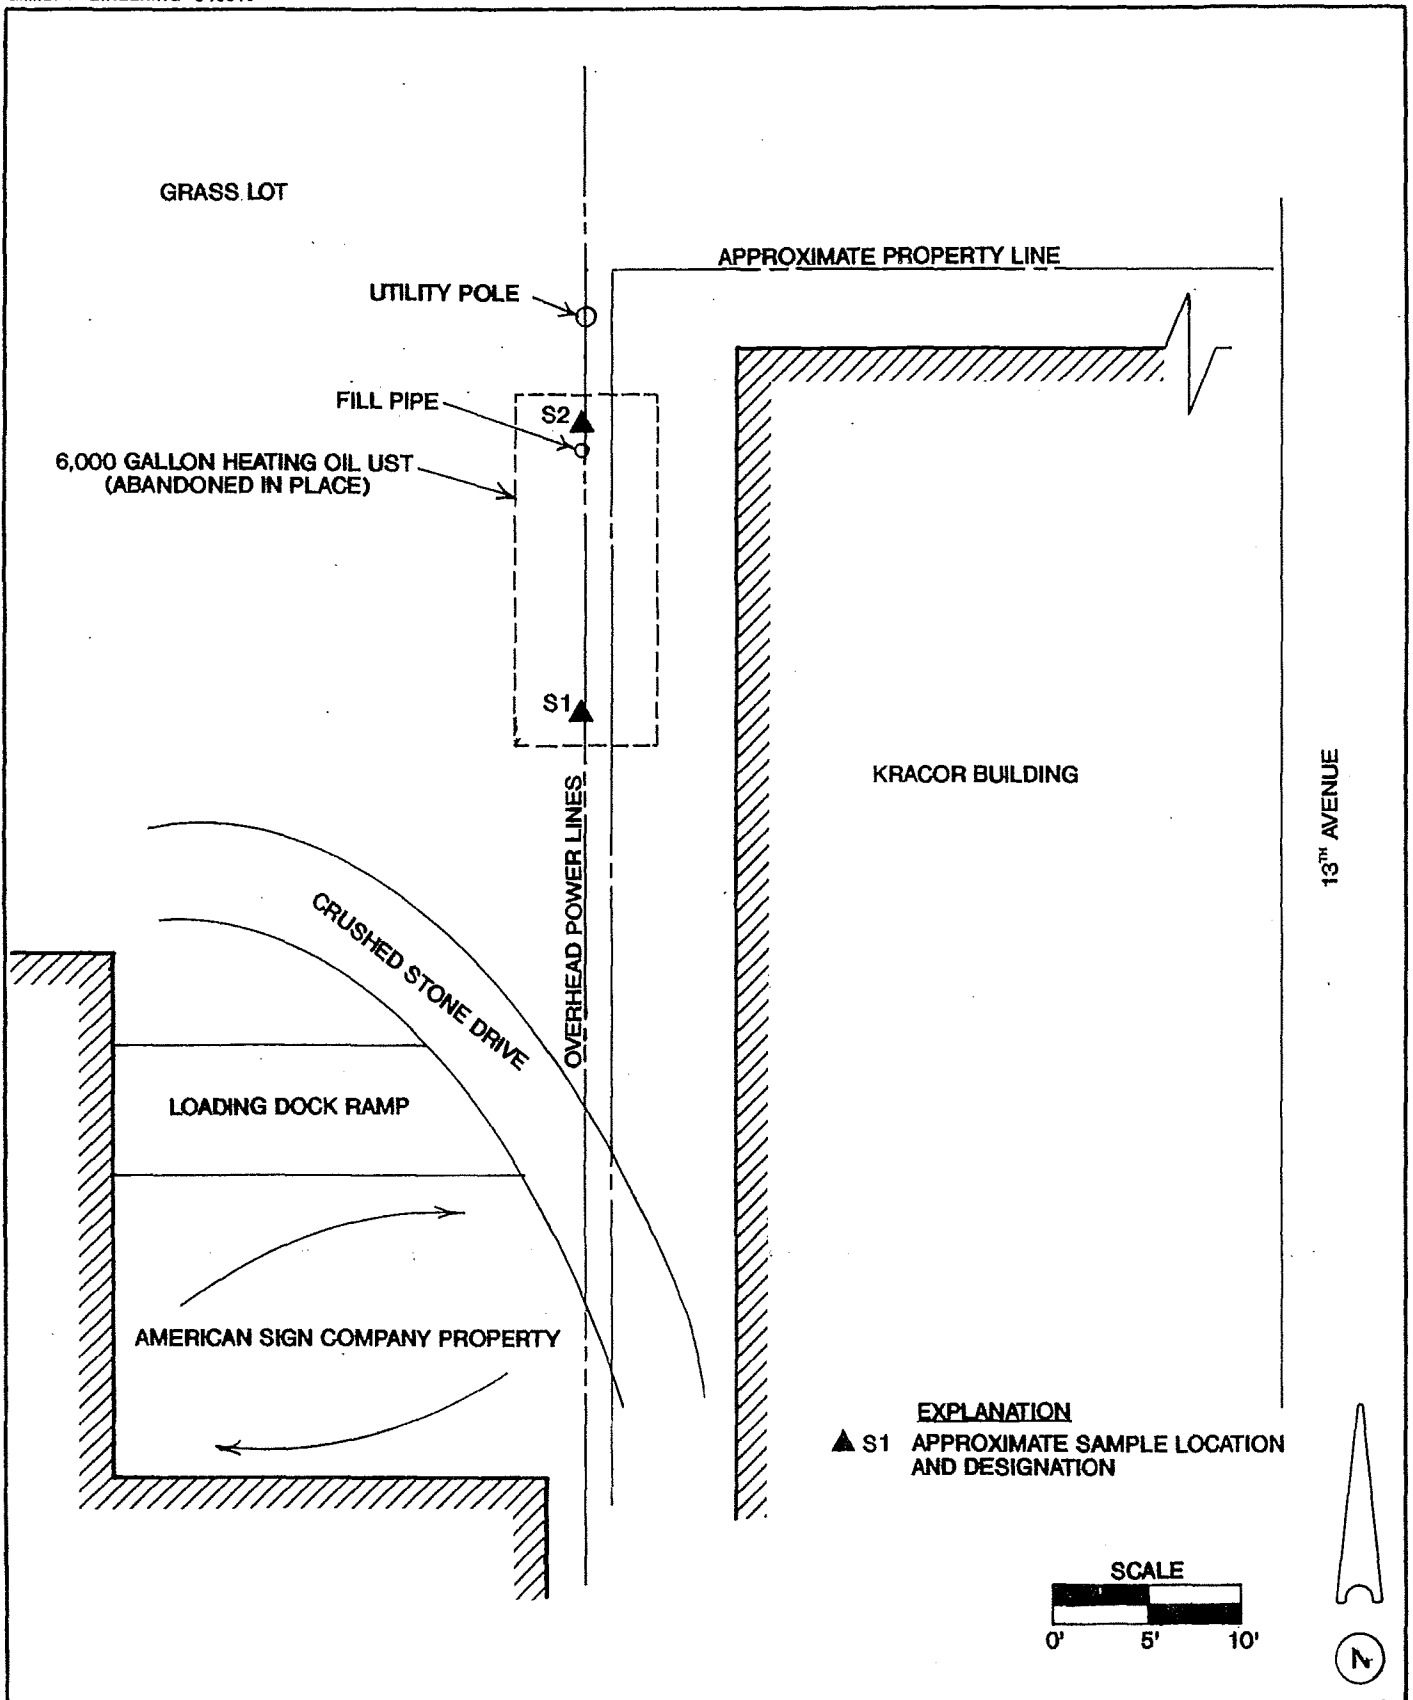 GRASS LOT
APPROXIMATE PROPERTY LINE
UTILITY POLE
FILL PIPE
S2
6,000 GALLON HEATING OIL UST
(ABANDONED IN PLACE)
S1
OVERHEAD POWER LINES
KRACOR BUILDING
13TH AVENUE
CRUSHED STONE DRIVE
LOADING DOCK RAMP
AMERICAN SIGN COMPANY PROPERTY
EXPLANATION
S1 APPROXIMATE SAMPLE LOCATION
AND DESIGNATION
SCALE
0' 5' 10'
N